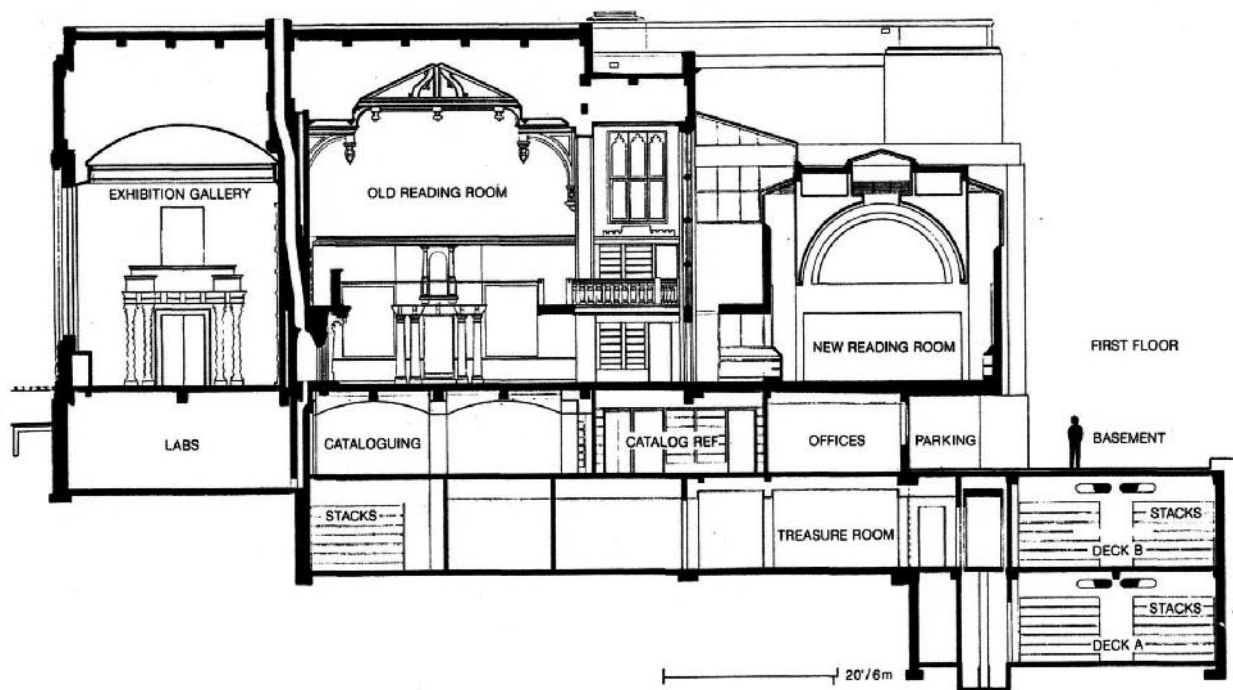 EXHIBITION GALLERY
OLD READING ROOM
NEW READING ROOM
FIRST FLOOR
LABS
CATALOGUING
CATALOG REF
OFFICES
PARKING
BASEMENT
STACKS
TREASURE ROOM
STACKS
DECK B
STACKS
DECK A
20'/6m